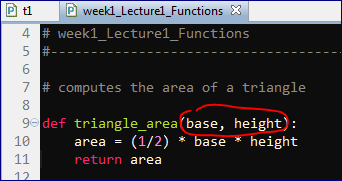 t1 week1_Lecture1_Functions
4 # week1_Lecture1_Functions
5 #--------------------------------------------
6
7 # computes the area of a triangle
8
9 def triangle_area(base, height):
10 area = (1/2) * base * height
11 return area
12